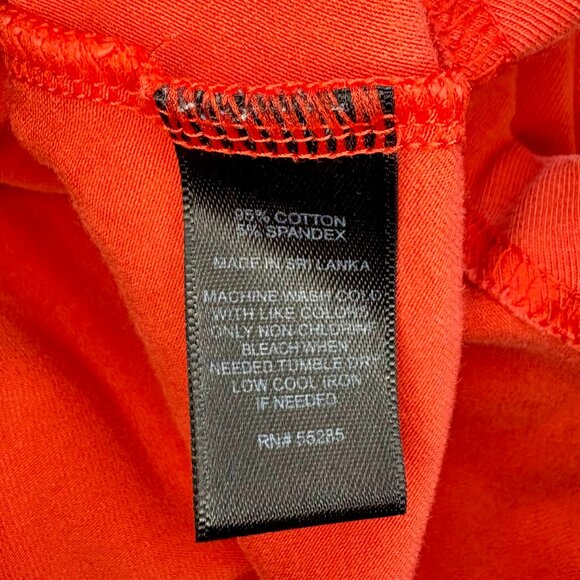 95% COTTON
5% SPANDEX
MADE IN SRI LANKA
MACHINE WASH COLD
WITH LIKE COLORS
ONLY NON-CHLORINE
BLEACH WHEN
NEEDED TUMBLE DRY
LOW COOL IRON
IF NEEDED
RN# 55285